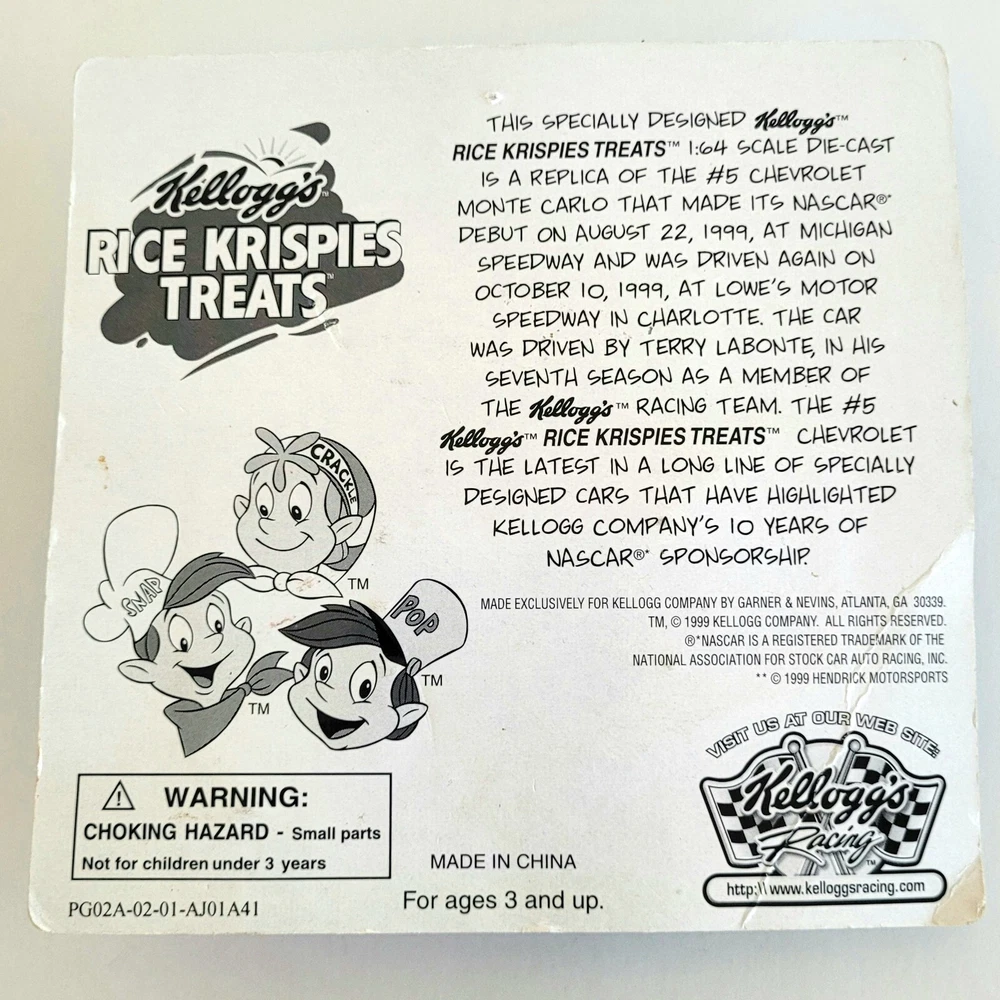 Kellogg's™
RICE KRISPIES
TREATS™
THIS SPECIALLY DESIGNED Kellogg's™
RICE KRISPIES TREATS™ 1:64 SCALE DIE-CAST
IS A REPLICA OF THE #5 CHEVROLET
MONTE CARLO THAT MADE ITS NASCAR®*
DEBUT ON AUGUST 22, 1999, AT MICHIGAN
SPEEDWAY AND WAS DRIVEN AGAIN ON
OCTOBER 10, 1999, AT LOWE'S MOTOR
SPEEDWAY IN CHARLOTTE. THE CAR
WAS DRIVEN BY TERRY LABONTE, IN HIS
SEVENTH SEASON AS A MEMBER OF
THE Kellogg's™ RACING TEAM. THE #5
Kellogg's™ RICE KRISPIES TREATS™ CHEVROLET
IS THE LATEST IN A LONG LINE OF SPECIALLY
DESIGNED CARS THAT HAVE HIGHLIGHTED
KELLOGG COMPANY'S 10 YEARS OF
NASCAR®* SPONSORSHIP.
CRACKLE
TM
SNAP
TM
POP
TM
MADE EXCLUSIVELY FOR KELLOGG COMPANY BY GARNER & NEVINS, ATLANTA, GA 30339.
TM, © 1999 KELLOGG COMPANY. ALL RIGHTS RESERVED.
®*NASCAR IS A REGISTERED TRADEMARK OF THE
NATIONAL ASSOCIATION FOR STOCK CAR AUTO RACING, INC.
** © 1999 HENDRICK MOTORSPORTS
⚠ WARNING:
CHOKING HAZARD - Small parts
Not for children under 3 years
PG02A-02-01-AJ01A41
MADE IN CHINA
For ages 3 and up.
VISIT US AT OUR WEB SITE:
Kellogg's
Racing™
http:\\www.kelloggsracing.com